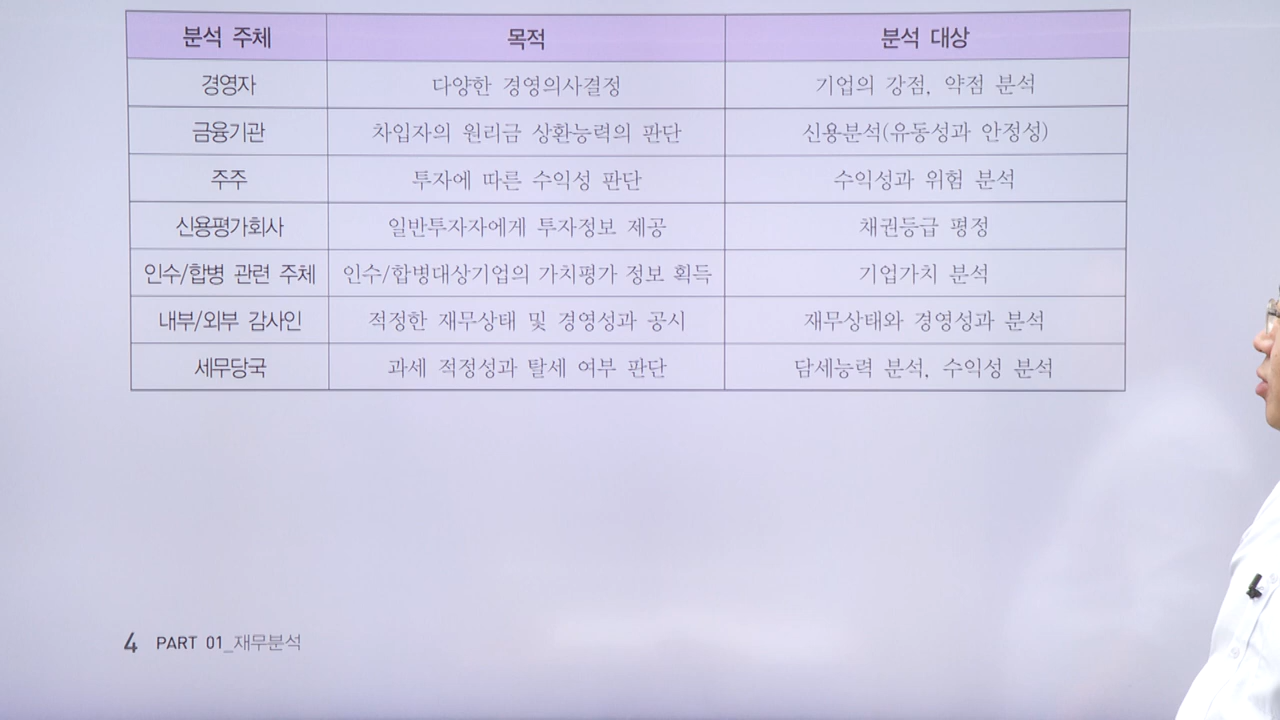 분석 주체 목적 분석 대상
경영자 다양한 경영의사결정 기업의 강점, 약점 분석
금융기관 차입자의 원리금 상환능력의 판단 신용분석(유동성과 안정성)
주주 투자에 따른 수익성 판단 수익성과 위험 분석
신용평가회사 일반투자자에게 투자정보 제공 채권등급 평정
인수/합병 관련 주체 인수/합병대상기업의 가치평가 정보 획득 기업가치 분석
내부/외부 감사인 적정한 재무상태 및 경영성과 공시 재무상태와 경영성과 분석
세무당국 과세 적정성과 탈세 여부 판단 담세능력 분석, 수익성 분석
4 PART 01_재무분석